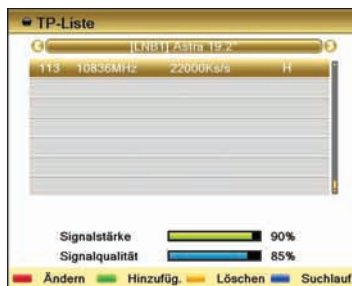 TP-Liste
[LNB1] Astra 19.2°
113 10836MHz 22000Ks/s H
Signalstärke 90%
Signalqualität 85%
Ändern Hinzufüg. Löschen Suchlauf